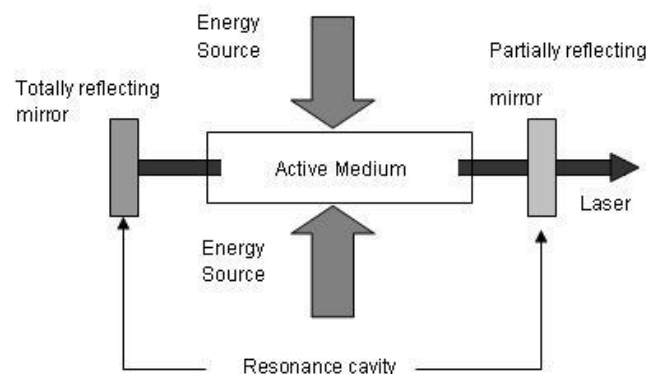 Energy
Source
Partially reflecting
mirror
Totally reflecting
mirror
Active Medium
Laser
Energy
Source
Resonance cavity